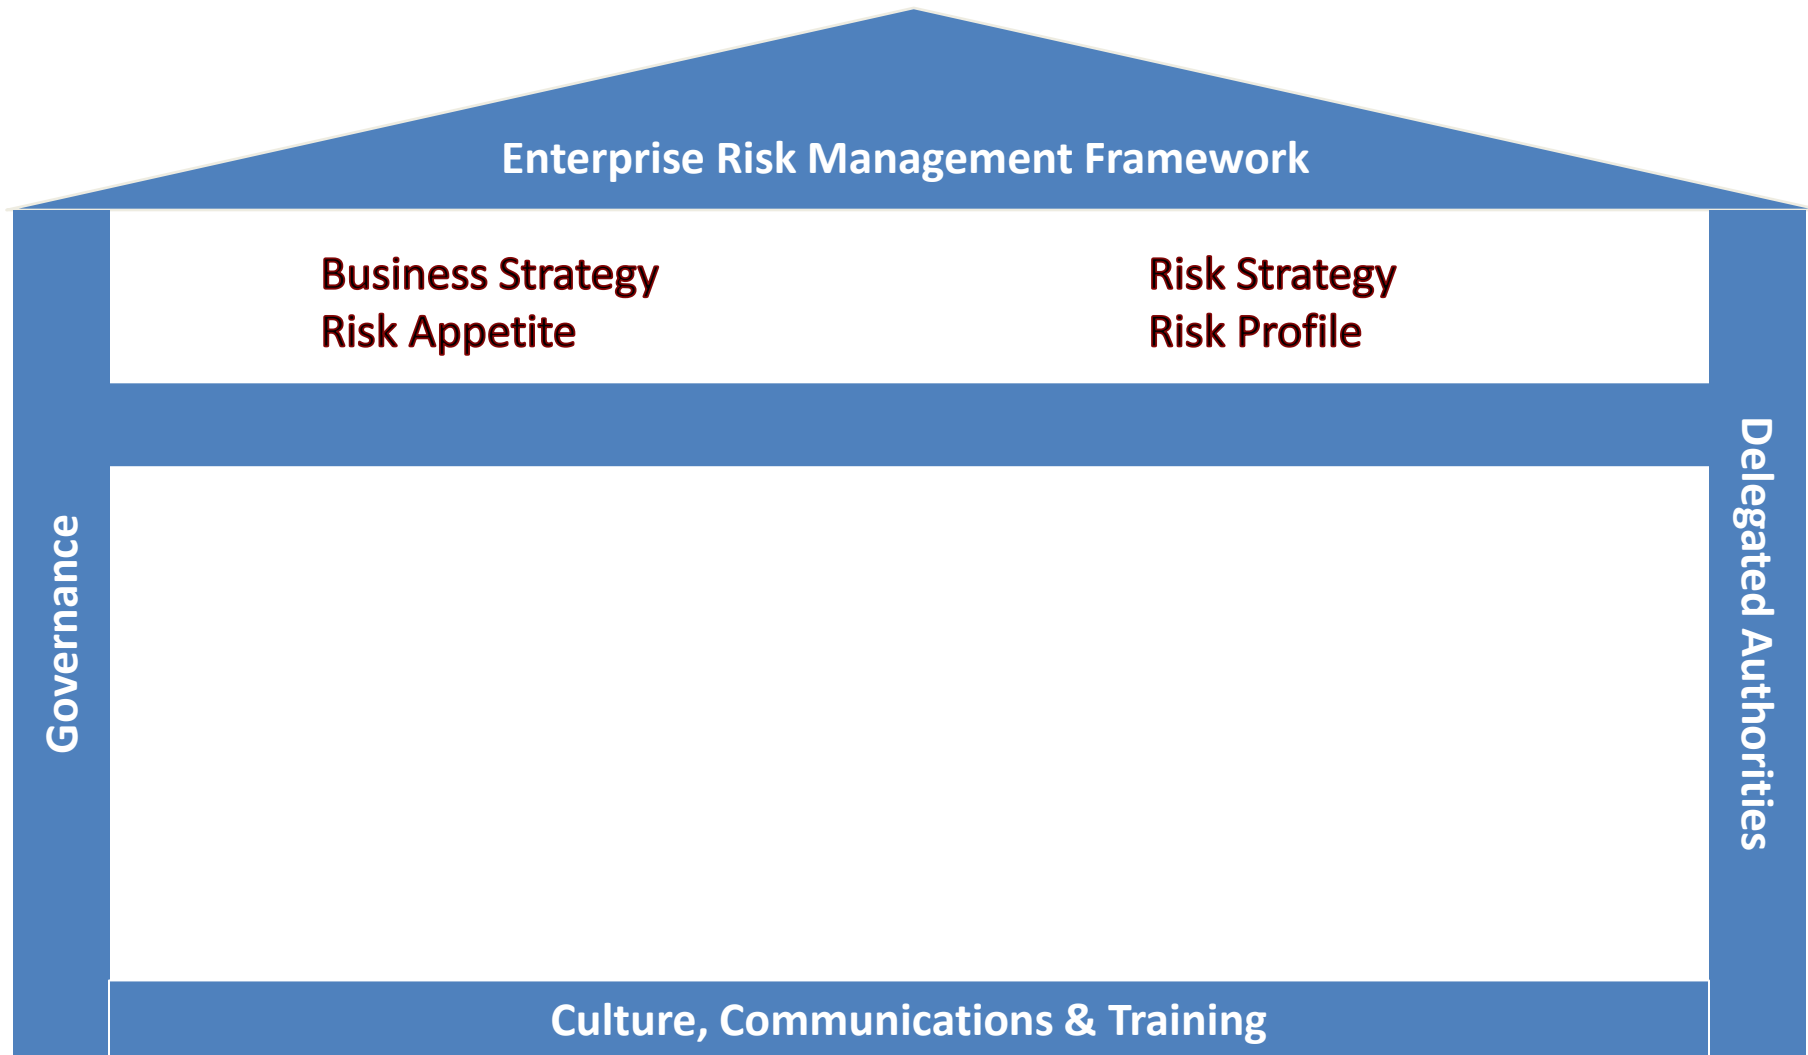 Enterprise Risk Management Framework
Business Strategy
Risk Appetite
Risk Strategy
Risk Profile
Governance
Delegated Authorities
Culture, Communications & Training